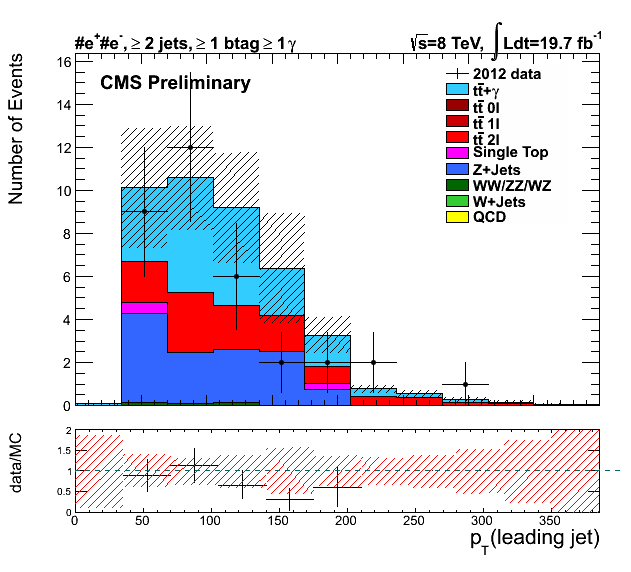 #e+#e-, ≥ 2 jets, ≥ 1 btag ≥ 1 γ
√s=8 TeV, ∫Ldt=19.7 fb-1
CMS Preliminary
2012 data
tt̄+γ
tt̄ 0l
tt̄ 1l
tt̄ 2l
Single Top
Z+Jets
WW/ZZ/WZ
W+Jets
QCD
Number of Events
16
14
12
10
8
6
4
2
0
data/MC
2
1.5
1
0.5
0
0 50 100 150 200 250 300 350
pT(leading jet)